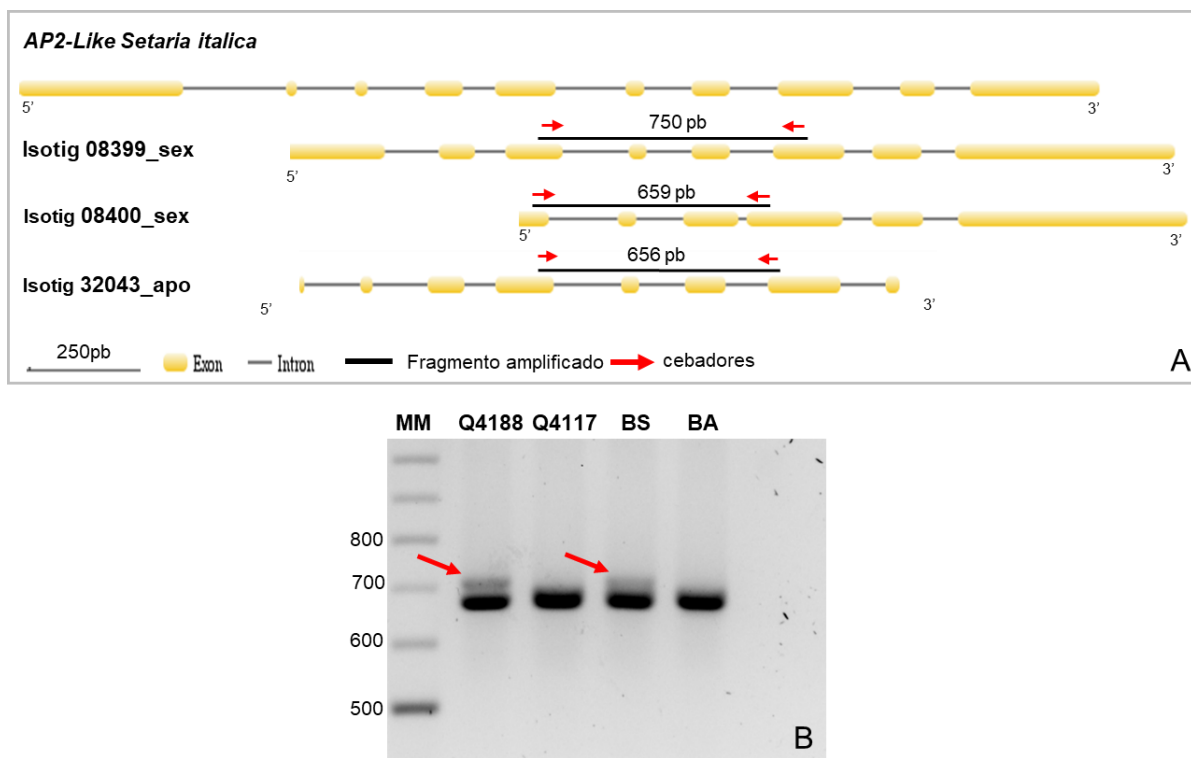 AP2-Like Setaria italica
5'
3'
750 pb
Isotig 08399_sex
5'
3'
659 pb
Isotig 08400_sex
5'
3'
656 pb
Isotig 32043_apo
5'
3'
250pb
Exon
Intron
Fragmento amplificado
cebadores
A
MM Q4188 Q4117 BS BA
800
700
600
500
B